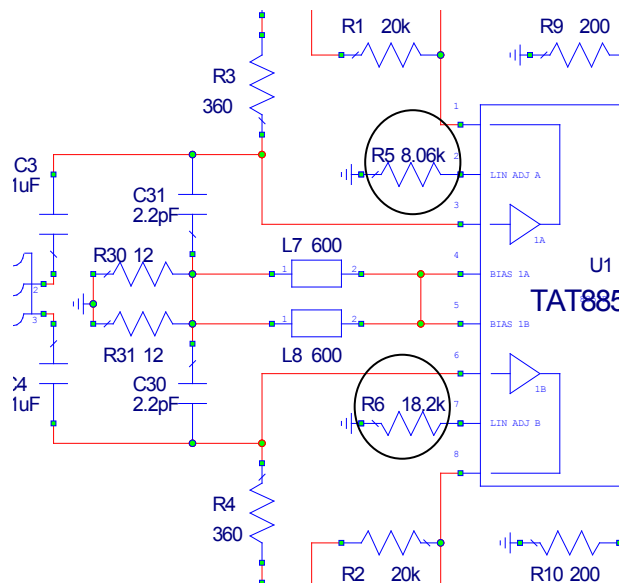 R1 20k
R9 200
R3
360
1
C3
1uF
R5 8.06k
2
LIN ADJ A
C31
2.2pF
3
1A
L7 600
R30 12
1 2
4
BIAS 1A
U1
2
TAT885
3
1 2
5
BIAS 1B
R31 12
L8 600
6
C4
1uF
C30
2.2pF
1B
R6 18.2k
7
LIN ADJ B
8
R4
360
R2 20k
R10 200